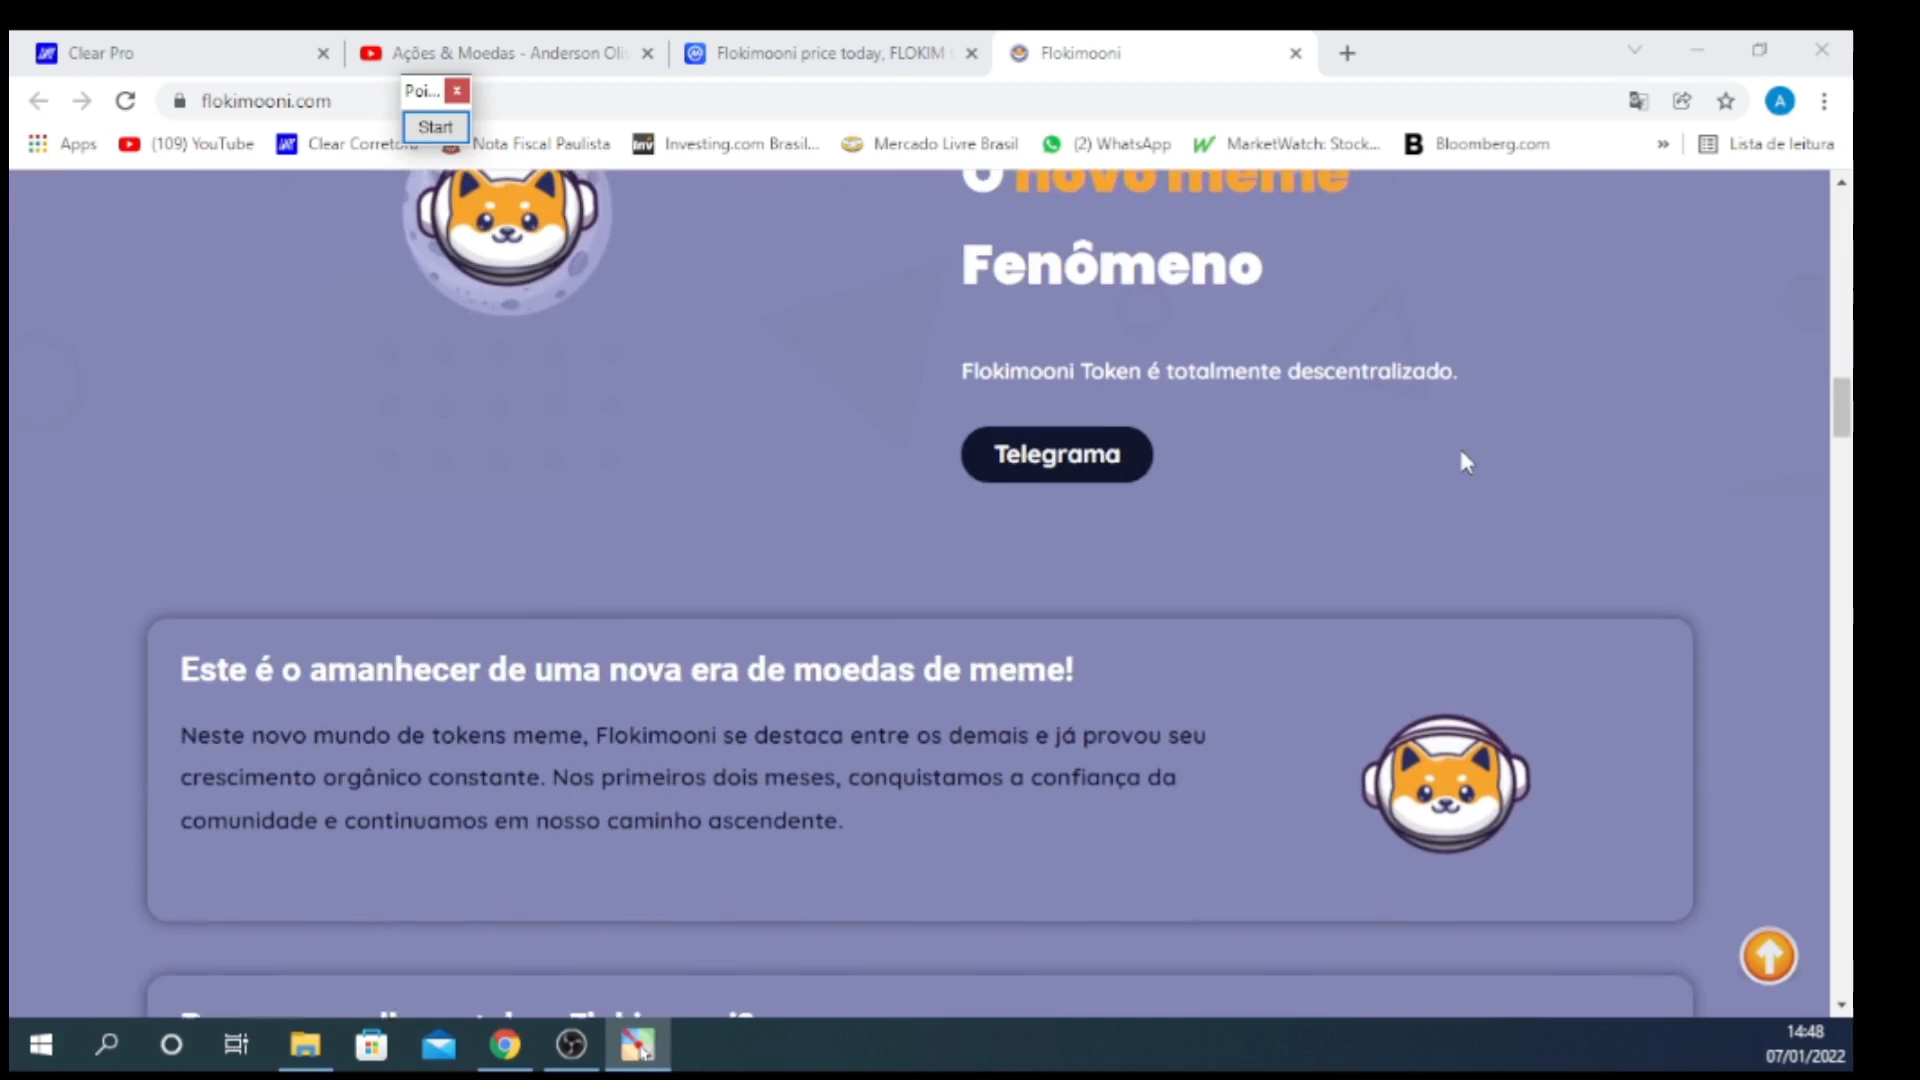 Clear Pro
Ações & Moedas - Anderson Oli
Flokimooni price today, FLOKIM
Flokimooni
flokimooni.com
Poi...
Start
A
Apps
(109) YouTube
Clear Corretora
Nota Fiscal Paulista
Investing.com Brasil...
Mercado Livre Brasil
(2) WhatsApp
MarketWatch: Stock...
Bloomberg.com
»
Lista de leitura
O novo meme
Fenômeno
Flokimooni Token é totalmente descentralizado.
Telegrama
Este é o amanhecer de uma nova era de moedas de meme!
Neste novo mundo de tokens meme, Flokimooni se destaca entre os demais e já provou seu
crescimento orgânico constante. Nos primeiros dois meses, conquistamos a confiança da
comunidade e continuamos em nosso caminho ascendente.
14:48
07/01/2022